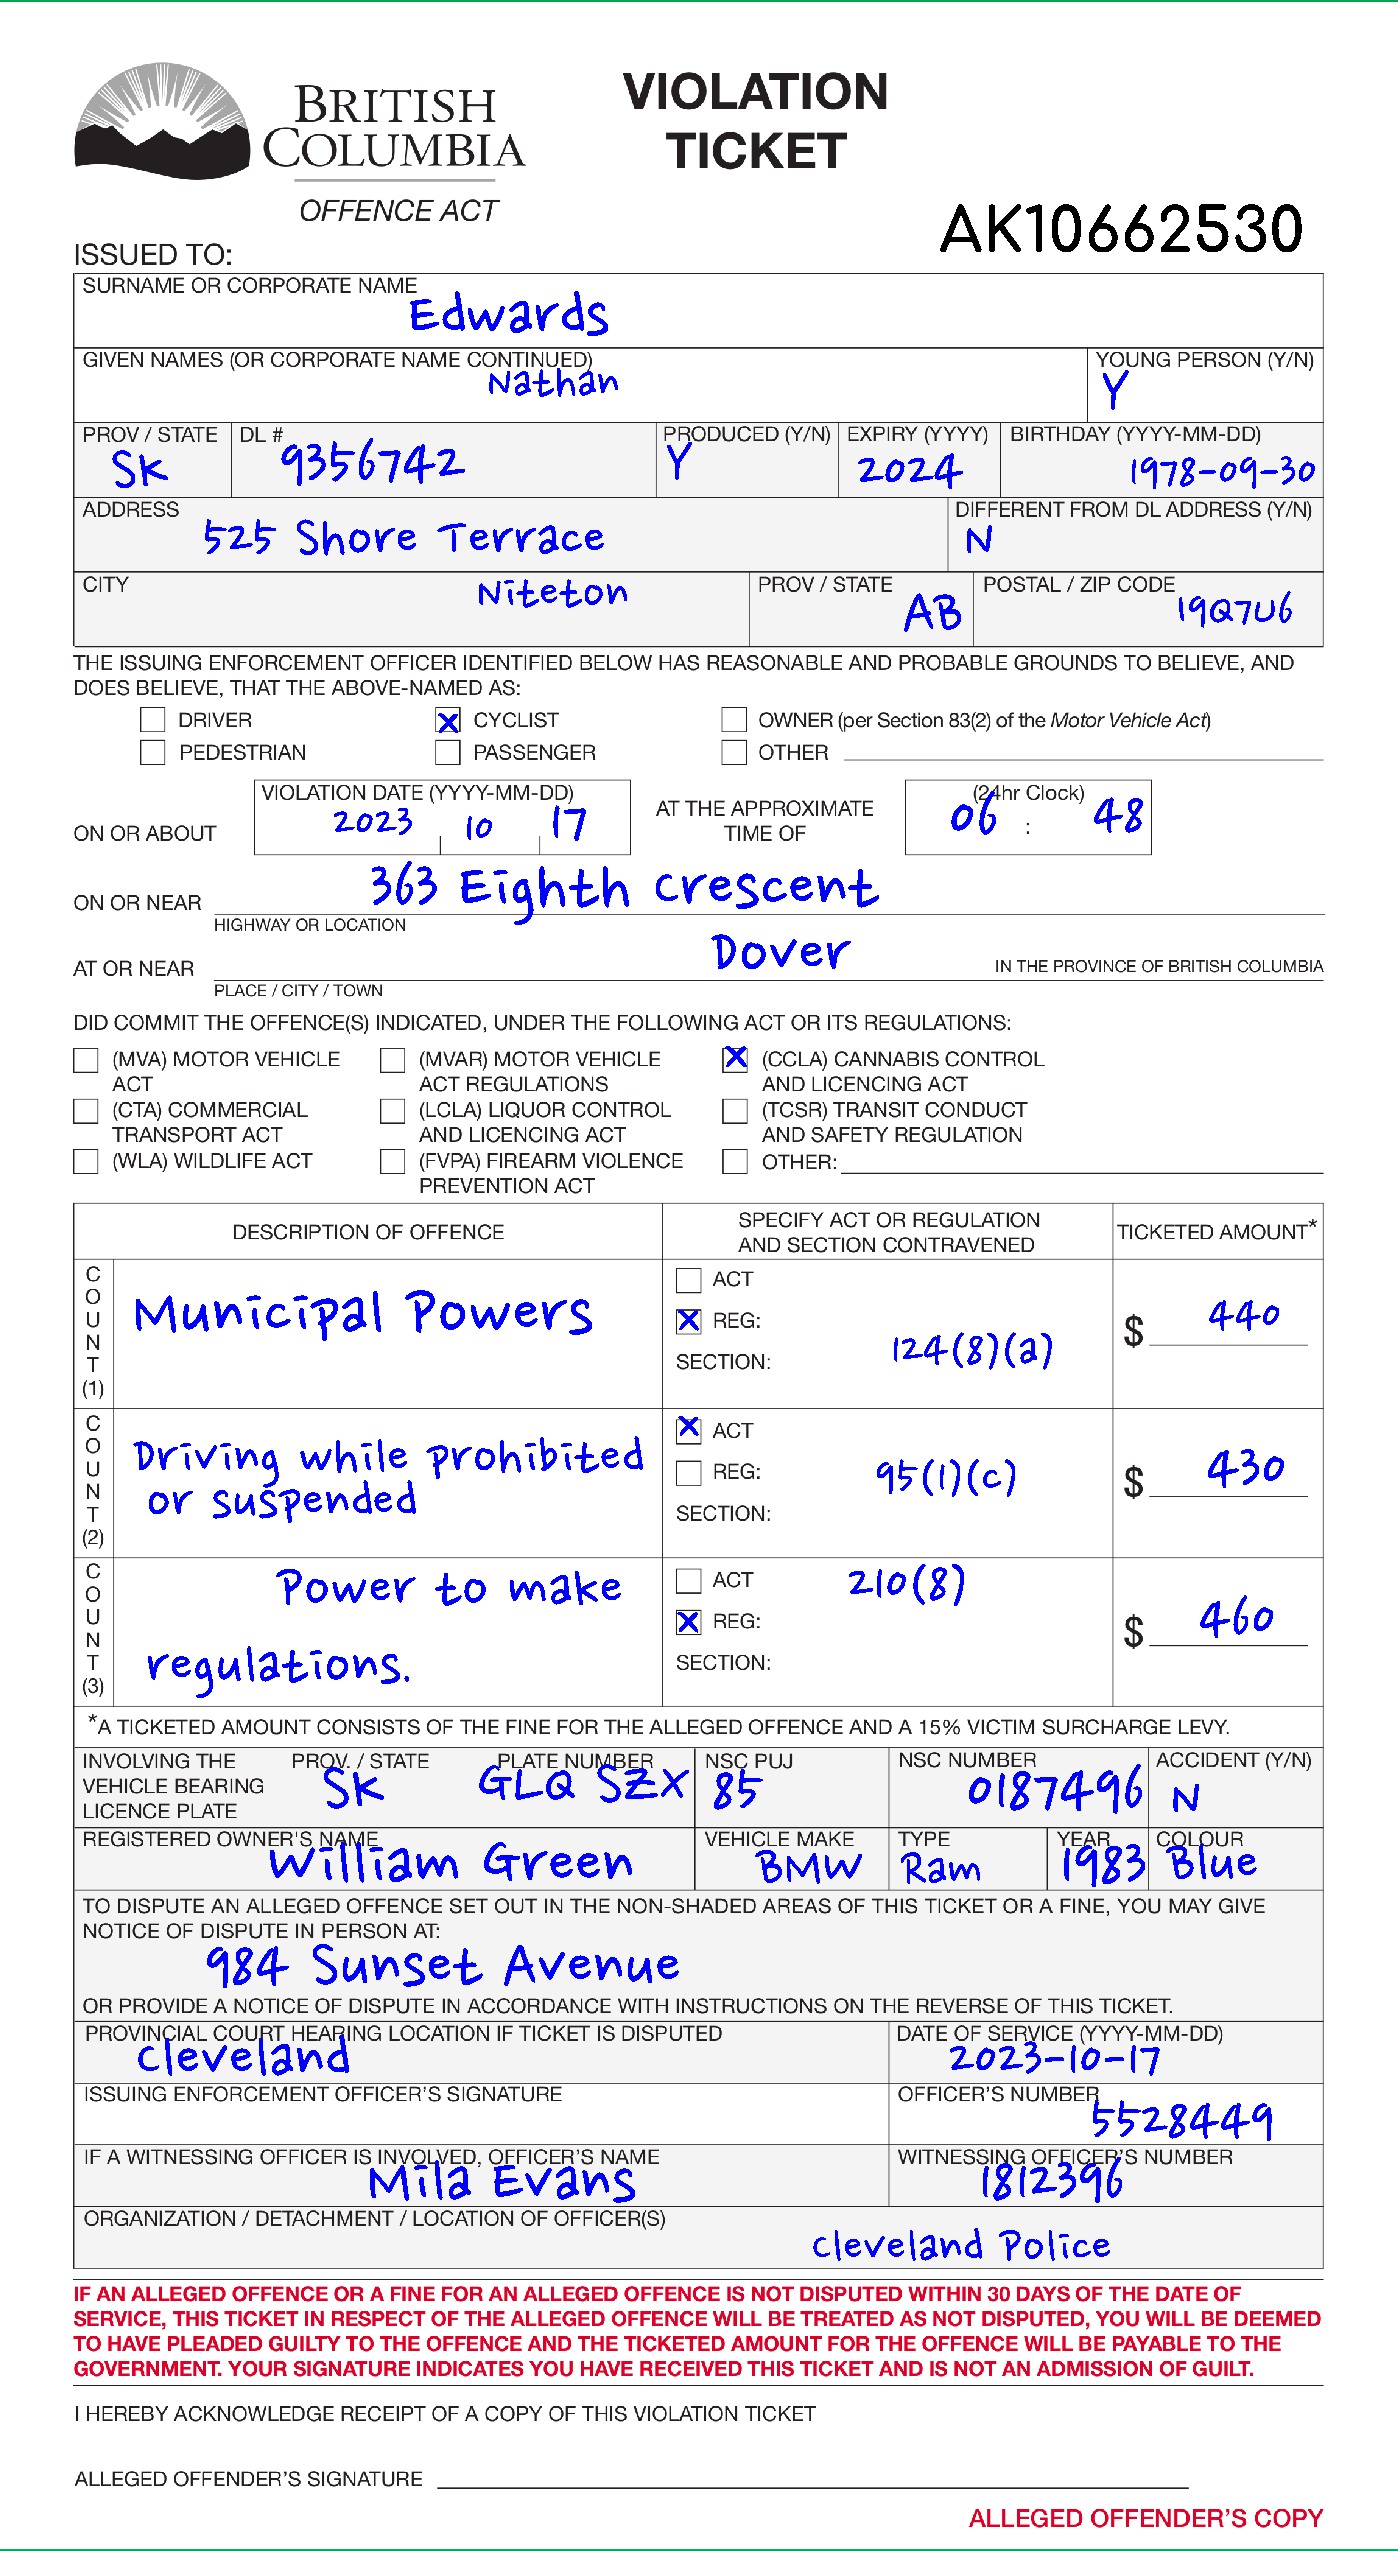 BRITISH
COLUMBIA
OFFENCE ACT
VIOLATION
TICKET
AK10662530
ISSUED TO:
SURNAME OR CORPORATE NAME
Edwards
GIVEN NAMES (OR CORPORATE NAME CONTINUED) YOUNG PERSON (Y/N)
Nathan Y
PROV / STATE DL # PRODUCED (Y/N) EXPIRY (YYYY) BIRTHDAY (YYYY-MM-DD)
SK 9356742 Y 2024 1978-09-30
ADDRESS DIFFERENT FROM DL ADDRESS (Y/N)
525 Shore Terrace N
CITY PROV / STATE POSTAL / ZIP CODE
Niteton AB 19Q7U6
THE ISSUING ENFORCEMENT OFFICER IDENTIFIED BELOW HAS REASONABLE AND PROBABLE GROUNDS TO BELIEVE, AND
DOES BELIEVE, THAT THE ABOVE-NAMED AS:
DRIVER X CYCLIST OWNER (per Section 83(2) of the Motor Vehicle Act)
PEDESTRIAN PASSENGER OTHER
VIOLATION DATE (YYYY-MM-DD) (24hr Clock)
ON OR ABOUT 2023 10 17 AT THE APPROXIMATE TIME OF 06 : 48
ON OR NEAR 363 Eighth Crescent
HIGHWAY OR LOCATION
AT OR NEAR Dover IN THE PROVINCE OF BRITISH COLUMBIA
PLACE / CITY / TOWN
DID COMMIT THE OFFENCE(S) INDICATED, UNDER THE FOLLOWING ACT OR ITS REGULATIONS:
(MVA) MOTOR VEHICLE (MVAR) MOTOR VEHICLE X (CCLA) CANNABIS CONTROL
ACT ACT REGULATIONS AND LICENCING ACT
(CTA) COMMERCIAL (LCLA) LIQUOR CONTROL (TCSR) TRANSIT CONDUCT
TRANSPORT ACT AND LICENCING ACT AND SAFETY REGULATION
(WLA) WILDLIFE ACT (FVPA) FIREARM VIOLENCE OTHER:
PREVENTION ACT
DESCRIPTION OF OFFENCE SPECIFY ACT OR REGULATION AND SECTION CONTRAVENED TICKETED AMOUNT*
COUNT (1) Municipal Powers
ACT
X REG:
SECTION: 124(8)(a)
$ 440
COUNT (2) Driving while prohibited
or suspended
X ACT
REG:
SECTION: 95(1)(c)
$ 430
COUNT (3) Power to make
regulations.
ACT
X REG:
SECTION: 210(8)
$ 460
*A TICKETED AMOUNT CONSISTS OF THE FINE FOR THE ALLEGED OFFENCE AND A 15% VICTIM SURCHARGE LEVY.
INVOLVING THE VEHICLE BEARING LICENCE PLATE PROV. / STATE PLATE NUMBER NSC PUJ NSC NUMBER ACCIDENT (Y/N)
SK GLQ SZX 85 0187496 N
REGISTERED OWNER'S NAME VEHICLE MAKE TYPE YEAR COLOUR
William Green BMW Ram 1983 Blue
TO DISPUTE AN ALLEGED OFFENCE SET OUT IN THE NON-SHADED AREAS OF THIS TICKET OR A FINE, YOU MAY GIVE
NOTICE OF DISPUTE IN PERSON AT:
984 Sunset Avenue
OR PROVIDE A NOTICE OF DISPUTE IN ACCORDANCE WITH INSTRUCTIONS ON THE REVERSE OF THIS TICKET.
PROVINCIAL COURT HEARING LOCATION IF TICKET IS DISPUTED DATE OF SERVICE (YYYY-MM-DD)
Cleveland 2023-10-17
ISSUING ENFORCEMENT OFFICER'S SIGNATURE OFFICER'S NUMBER
5528449
IF A WITNESSING OFFICER IS INVOLVED, OFFICER'S NAME WITNESSING OFFICER'S NUMBER
Mila Evans 1812396
ORGANIZATION / DETACHMENT / LOCATION OF OFFICER(S)
Cleveland Police
IF AN ALLEGED OFFENCE OR A FINE FOR AN ALLEGED OFFENCE IS NOT DISPUTED WITHIN 30 DAYS OF THE DATE OF
SERVICE, THIS TICKET IN RESPECT OF THE ALLEGED OFFENCE WILL BE TREATED AS NOT DISPUTED, YOU WILL BE DEEMED
TO HAVE PLEADED GUILTY TO THE OFFENCE AND THE TICKETED AMOUNT FOR THE OFFENCE WILL BE PAYABLE TO THE
GOVERNMENT. YOUR SIGNATURE INDICATES YOU HAVE RECEIVED THIS TICKET AND IS NOT AN ADMISSION OF GUILT.
I HEREBY ACKNOWLEDGE RECEIPT OF A COPY OF THIS VIOLATION TICKET
ALLEGED OFFENDER'S SIGNATURE
ALLEGED OFFENDER'S COPY